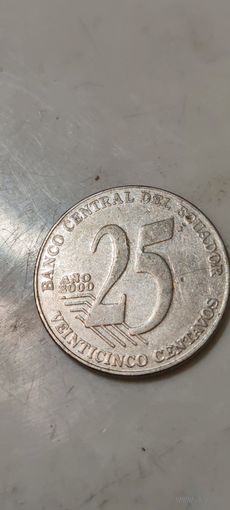 BANCO CENTRAL DEL ECUADOR
AÑO
2000
25
VEINTICINCO CENTAVOS